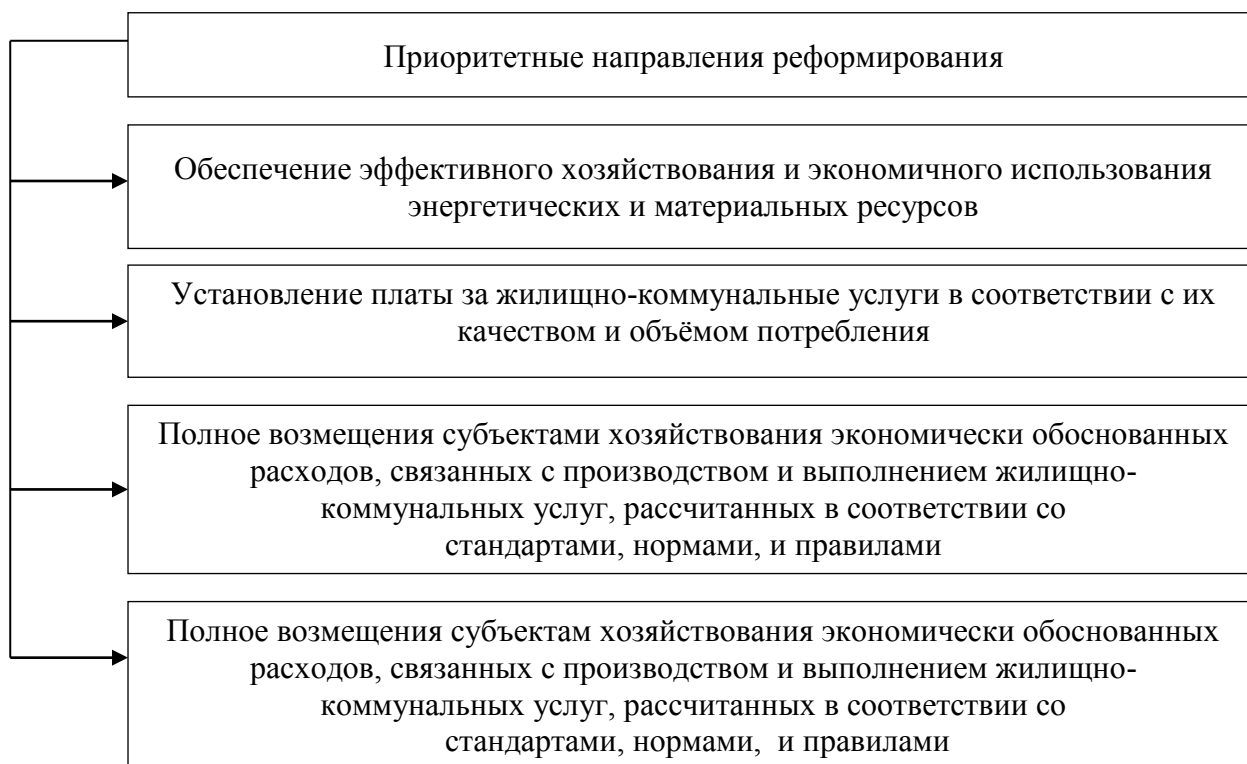 Приоритетные направления реформирования
Обеспечение эффективного хозяйствования и экономичного использования
энергетических и материальных ресурсов
Установление платы за жилищно-коммунальные услуги в соответствии с их
качеством и объёмом потребления
Полное возмещения субъектами хозяйствования экономически обоснованных
расходов, связанных с производством и выполнением жилищно-
коммунальных услуг, рассчитанных в соответствии со
стандартами, нормами, и правилами
Полное возмещения субъектам хозяйствования экономически обоснованных
расходов, связанных с производством и выполнением жилищно-
коммунальных услуг, рассчитанных в соответствии со
стандартами, нормами,  и правилами